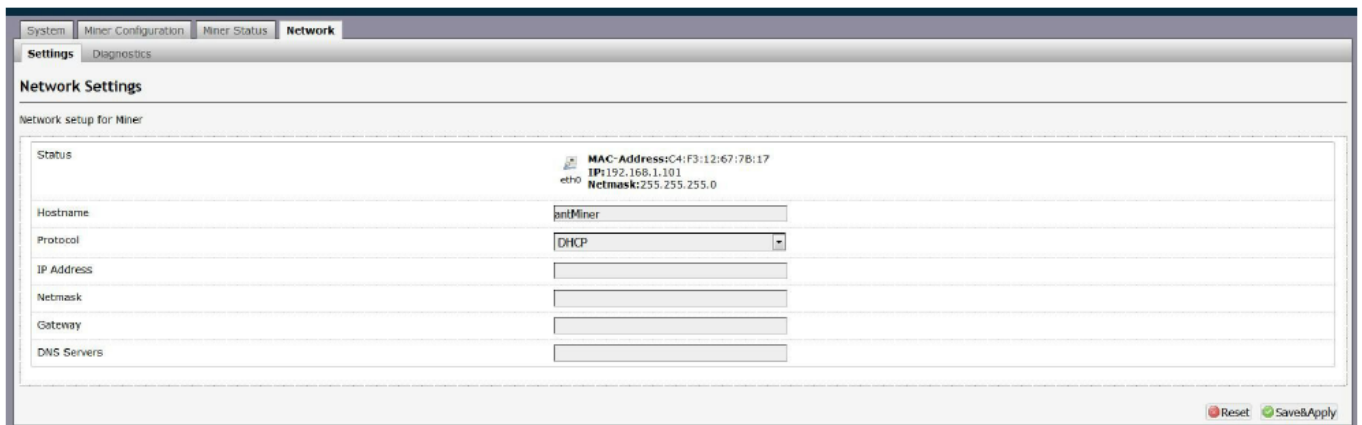 System Miner Configuration Miner Status Network
Settings Diagnostics
Network Settings
Network setup for Miner
Status
MAC-Address:C4:F3:12:67:7B:17
IP:192.168.1.101
eth0
Netmask:255.255.255.0
Hostname antMiner
Protocol DHCP
IP Address
Netmask
Gateway
DNS Servers
Reset Save&Apply